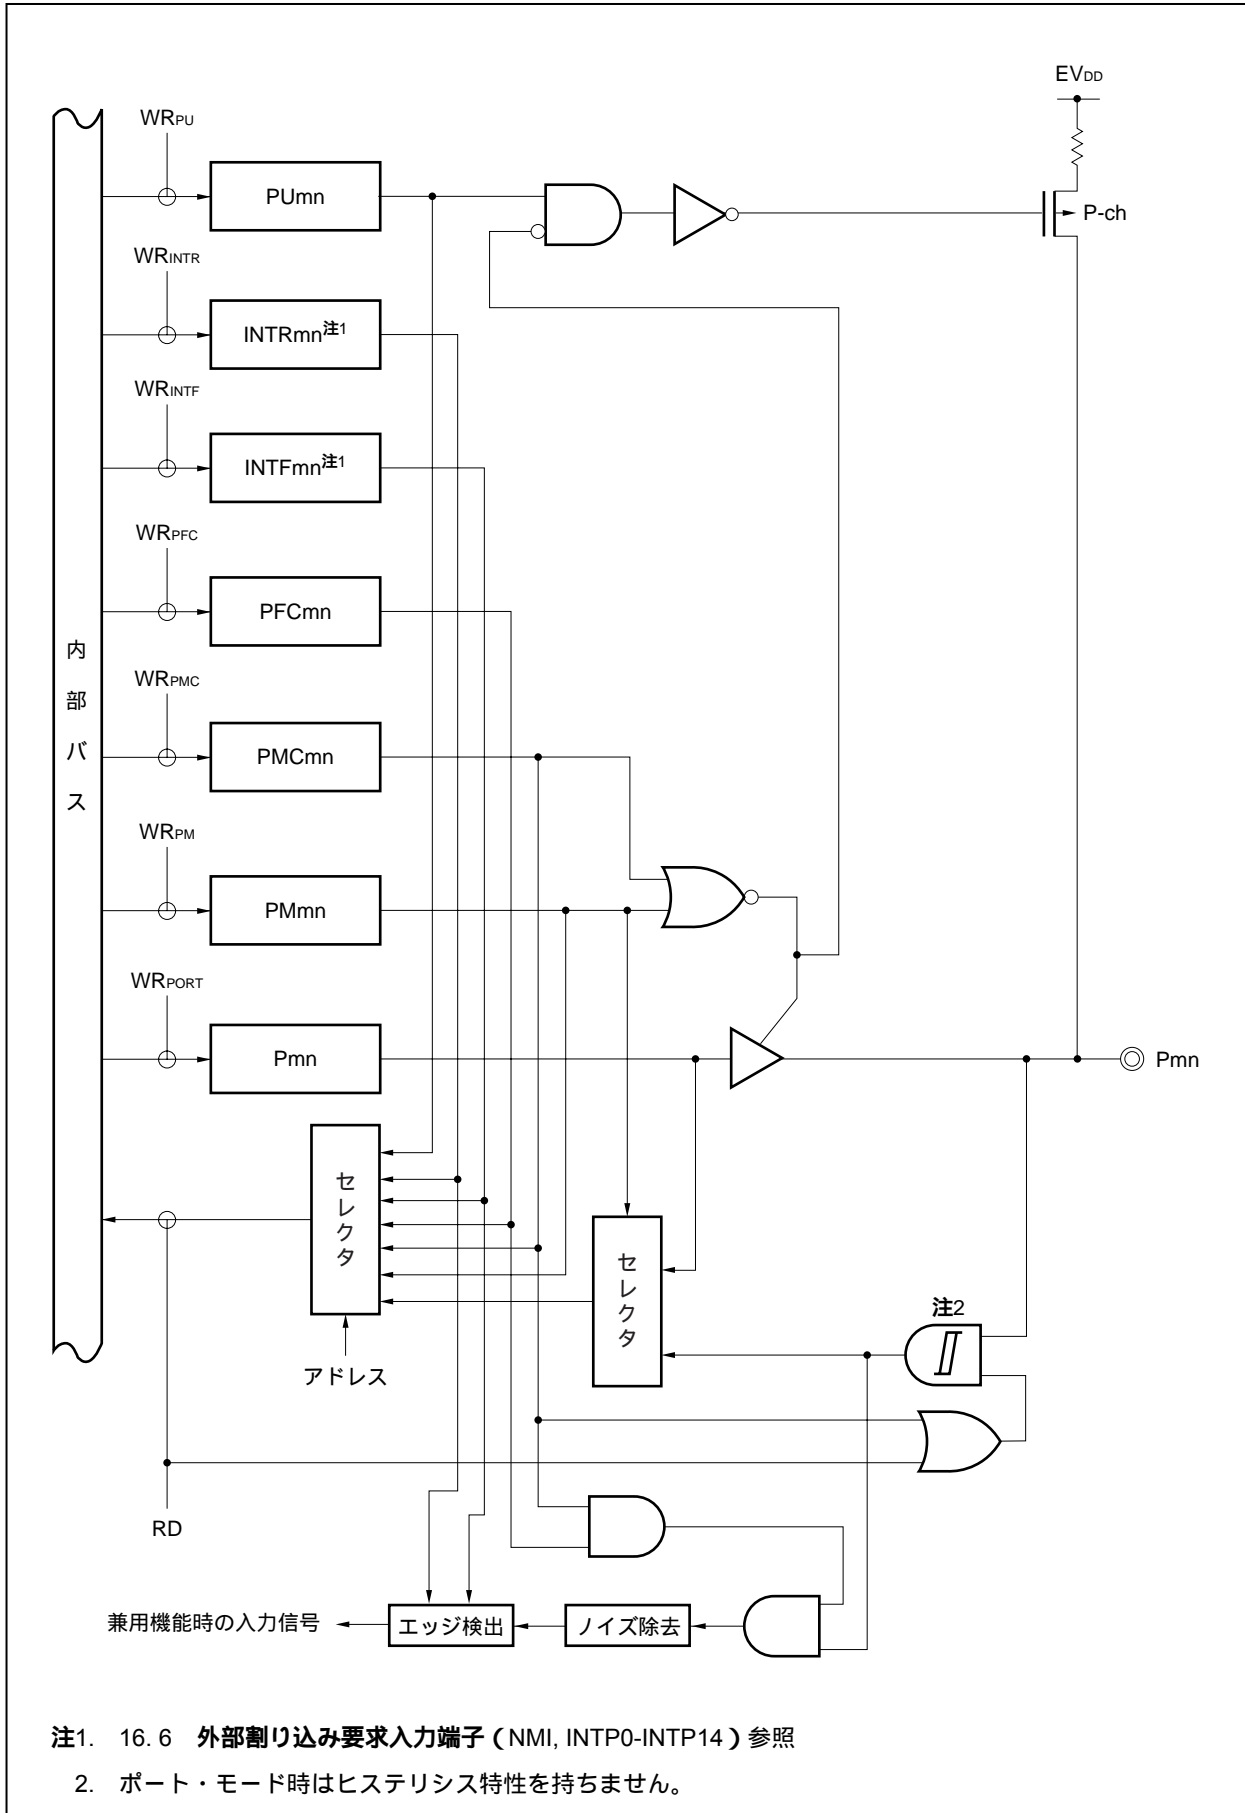 EVDD
WRPU
PUmn
P-ch
WRINTR
INTRmn注1
WRINTF
INTFmn注1
WRPFC
PFCmn
内部バス
WRPMC
PMCmn
WRPM
PMmn
WRPORT
Pmn
Pmn
セレクタ
セレクタ
注2
アドレス
RD
兼用機能時の入力信号
エッジ検出
ノイズ除去
注1. 16. 6 外部割り込み要求入力端子（NMI, INTP0-INTP14）参照
2. ポート・モード時はヒステリシス特性を持ちません。